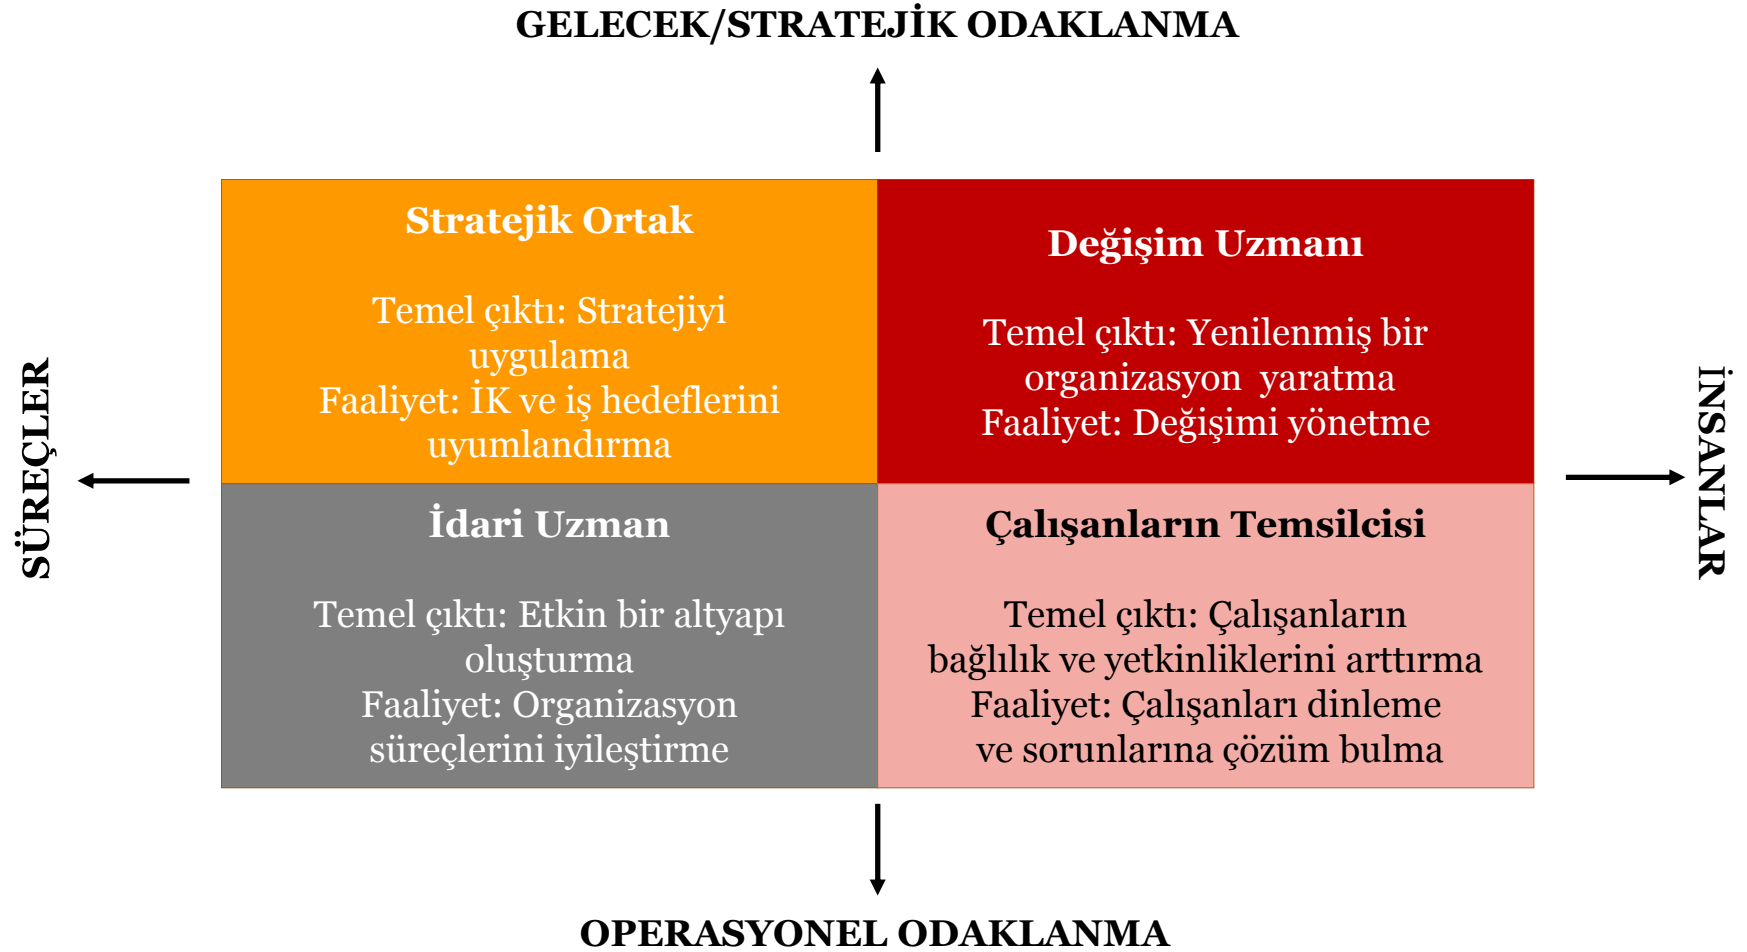 GELECEK/STRATEJİK ODAKLANMA
Stratejik Ortak
Temel çıktı: Stratejiyi
uygulama
Faaliyet: İK ve iş hedeflerini
uyumlandırma
Değişim Uzmanı
Temel çıktı: Yenilenmiş bir
organizasyon yaratma
Faaliyet: Değişimi yönetme
SÜREÇLER
İNSANLAR
İdari Uzman
Temel çıktı: Etkin bir altyapı
oluşturma
Faaliyet: Organizasyon
süreçlerini iyileştirme
Çalışanların Temsilcisi
Temel çıktı: Çalışanların
bağlılık ve yetkinliklerini arttırma
Faaliyet: Çalışanları dinleme
ve sorunlarına çözüm bulma
OPERASYONEL ODAKLANMA